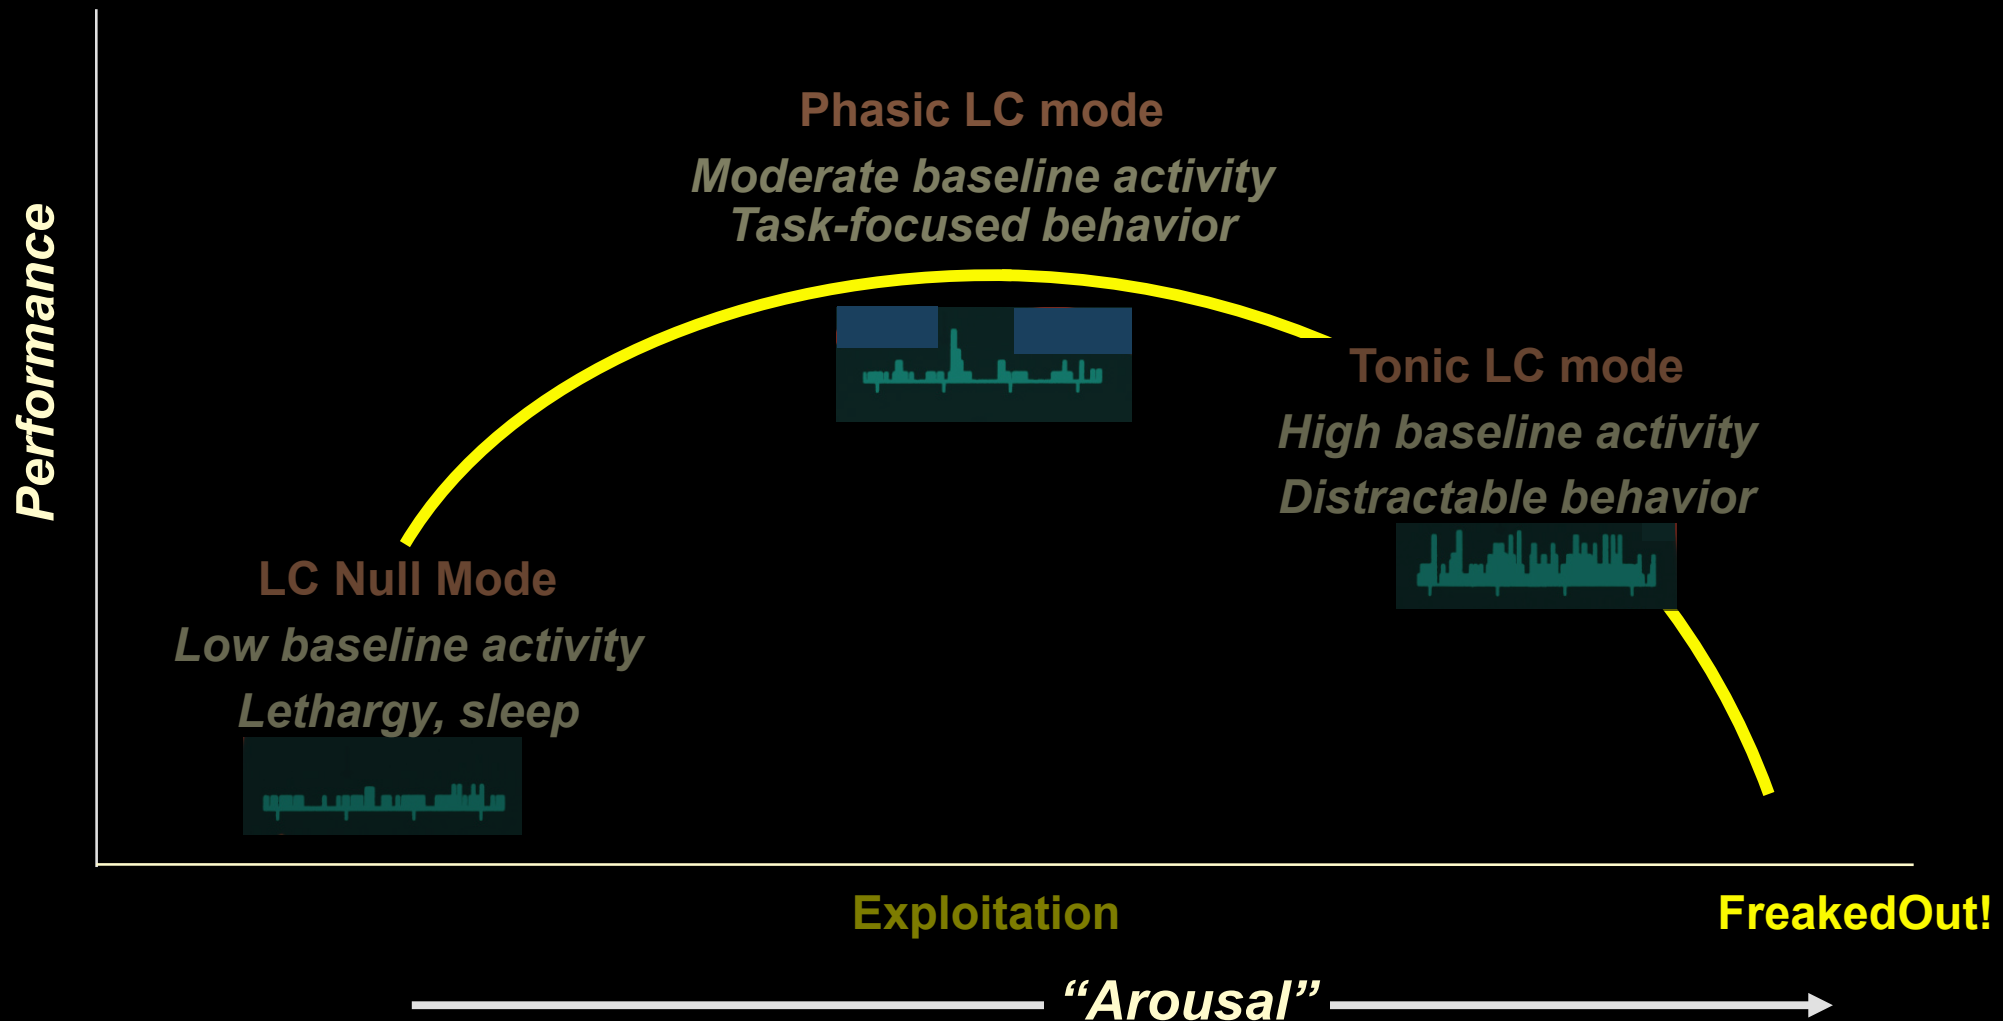 Performance
Phasic LC mode
Moderate baseline activity
Task-focused behavior
Tonic LC mode
High baseline activity
Distractable behavior
LC Null Mode
Low baseline activity
Lethargy, sleep
Exploitation
FreakedOut!
“Arousal”